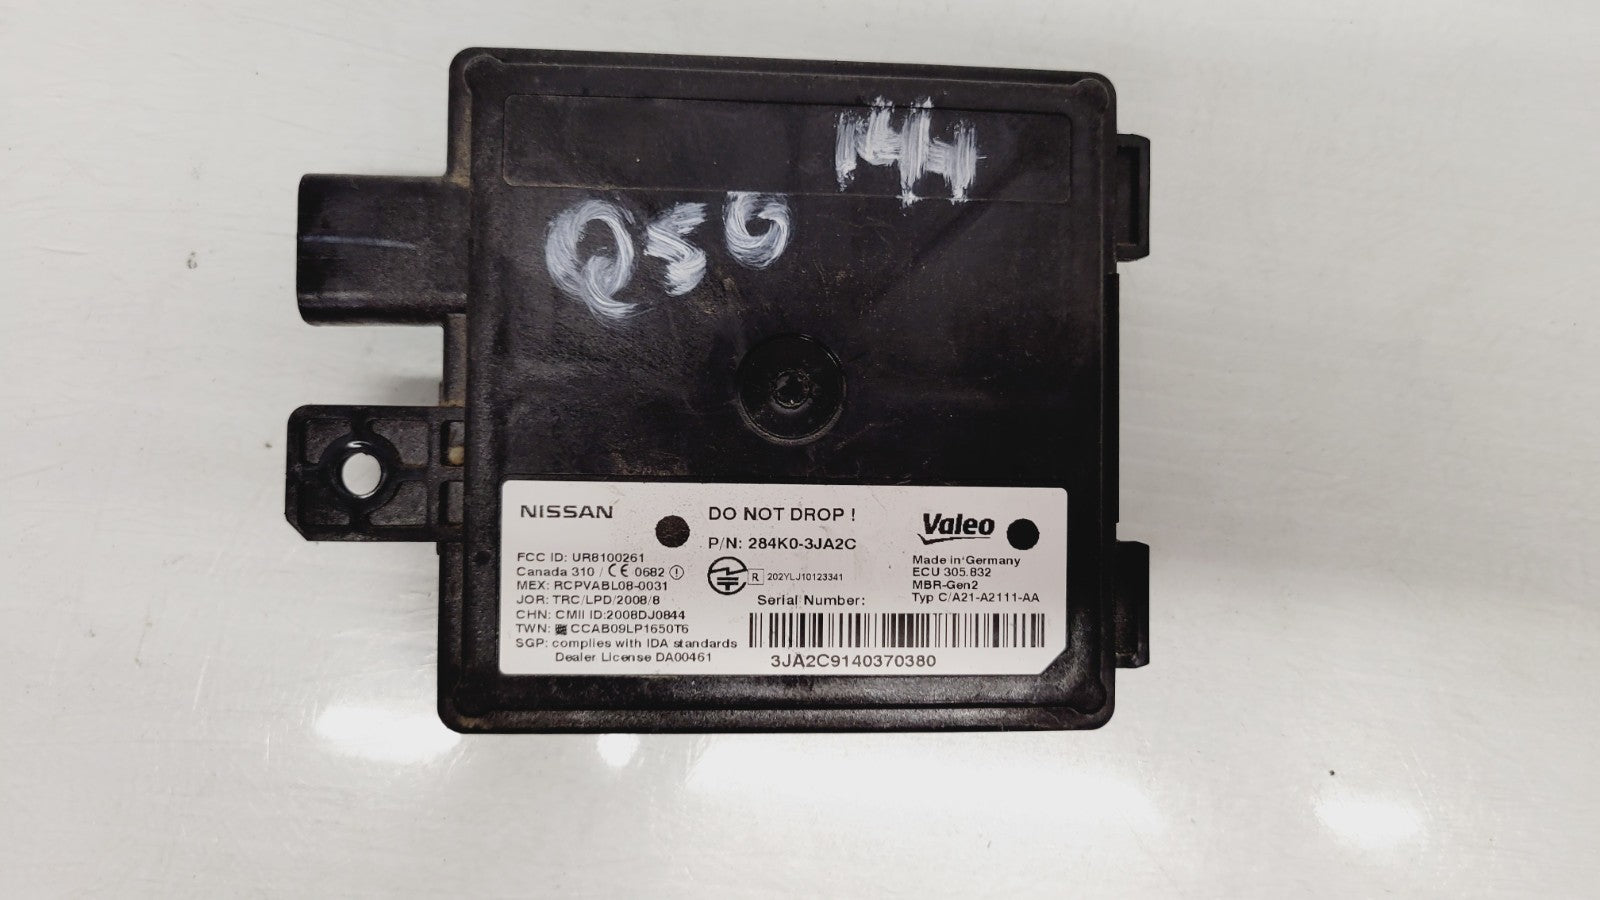 14
Q50
NISSAN
DO NOT DROP !
P/N: 284K0-3JA2C
Valeo
FCC ID: UR8100261
Canada 310 / CE 0682
MEX: RCPVABL08-0031
JOR: TRC/LPD/2008/8
CHN: CMII ID:2008DJ0844
TWN: CCAB09LP1650T6
SGP: complies with IDA standards
Dealer License DA00461
R 202YLJ10123341
Serial Number:
3JA2C9140370380
Made in Germany
ECU 305.832
MBR-Gen2
Typ C/A21-A2111-AA